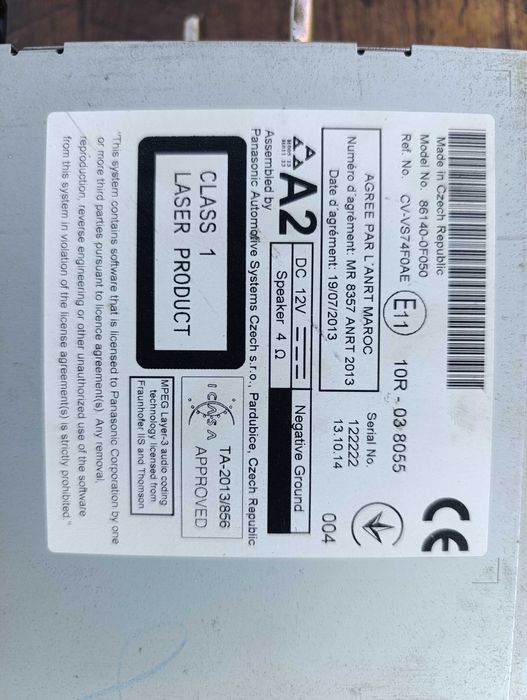 Made in Czech Republic
Model No. 86140-0F050
Ref. No. CV-VS74F0AE
E11
10R - 03 8055
AGREE PAR L'ANRT MAROC
Numéro d'agrément: MR 8357 ANRT 2013
Date d'agrément: 19/07/2013
Serial No.
122222
13.10.14
004
A2
DC 12V
Negative Ground
Speaker 4 Ω
Assembled by
Panasonic Automotive Systems Czech s.r.o., Pardubice, Czech Republic
CLASS 1
LASER PRODUCT
ICASA
TA-2013/856
APPROVED
MPEG Layer-3 audio coding
technology licensed from
Fraunhofer IIS and Thomson
"This system contains software that is licensed to Panasonic Corporation by one
or more third parties pursuant to licence agreement(s). Any removal,
reproduction, reverse engineering or other unauthorized use of the software
from this system in violation of the license agreement(s) is strictly prohibited."
CE